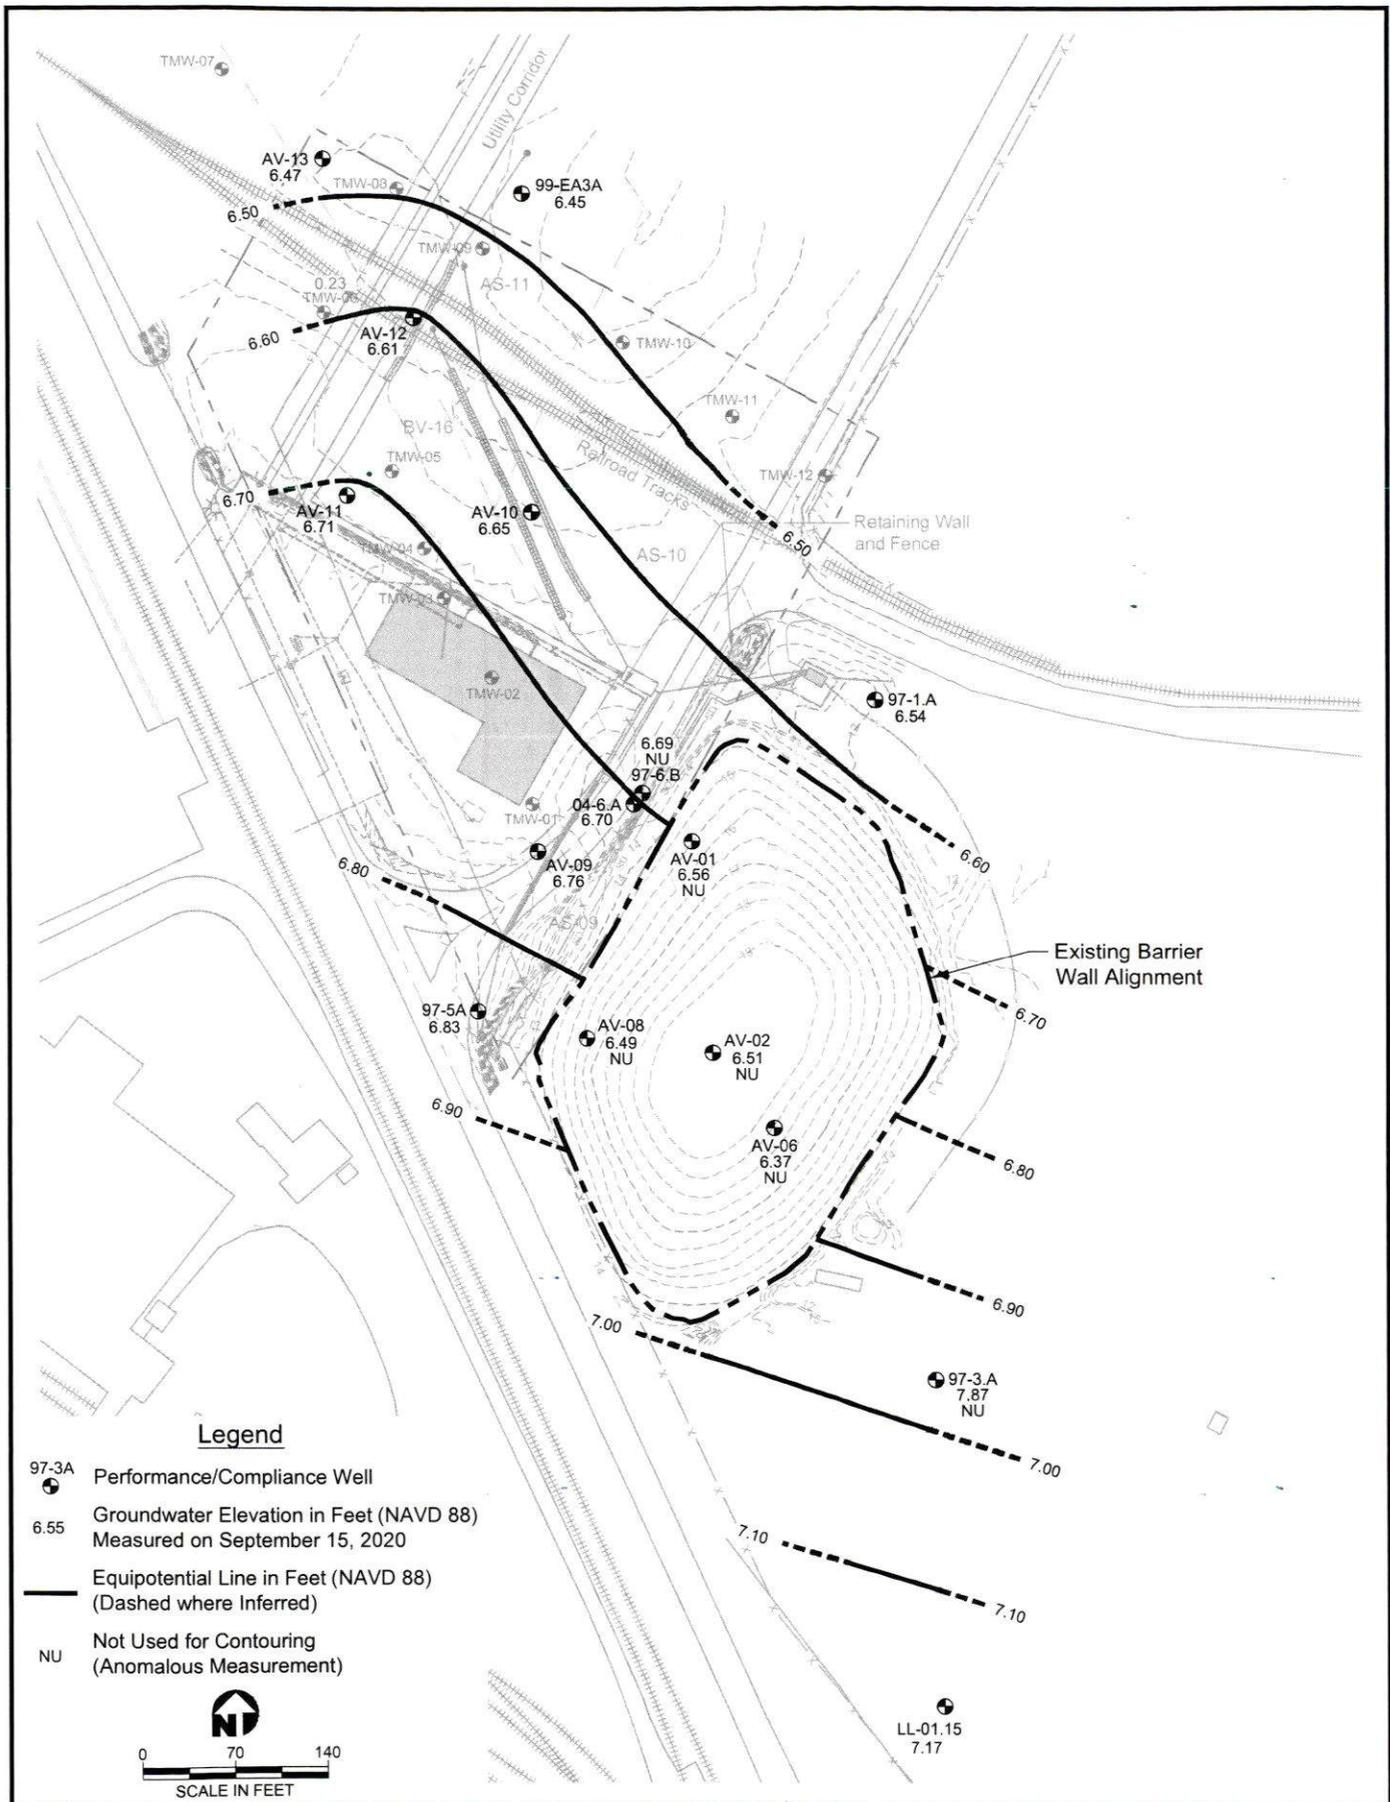 TMW-07
Utility Corridor
AV-13
6.47
TMW-08
99-EA3A
6.45
6.50
TMW-09
AS-11
0.23
6.60
AV-12
6.61
TMW-10
TMW-11
BV-16
TMW-05
Railroad Tracks
TMW-12
6.70
AV-11
6.71
AV-10
6.65
6.50
Retaining Wall
and Fence
TMW-04
AS-10
TMW-03
TMW-02
97-1.A
6.54
6.69
NU
97-6.B
04-6.A
6.70
TMW-01
AV-01
6.56
NU
6.60
AV-09
6.76
6.80
AS-09
Existing Barrier
Wall Alignment
97-5A
6.83
AV-08
6.49
NU
AV-02
6.51
NU
6.70
6.90
AV-06
6.37
NU
6.80
14
6.90
7.00
97-3.A
7.87
NU
7.00
7.10
7.10
LL-01.15
7.17
Legend
97-3A
Performance/Compliance Well
6.55
Groundwater Elevation in Feet (NAVD 88)
Measured on September 15, 2020
Equipotential Line in Feet (NAVD 88)
(Dashed where Inferred)
NU
Not Used for Contouring
(Anomalous Measurement)
N
0 70 140
SCALE IN FEET